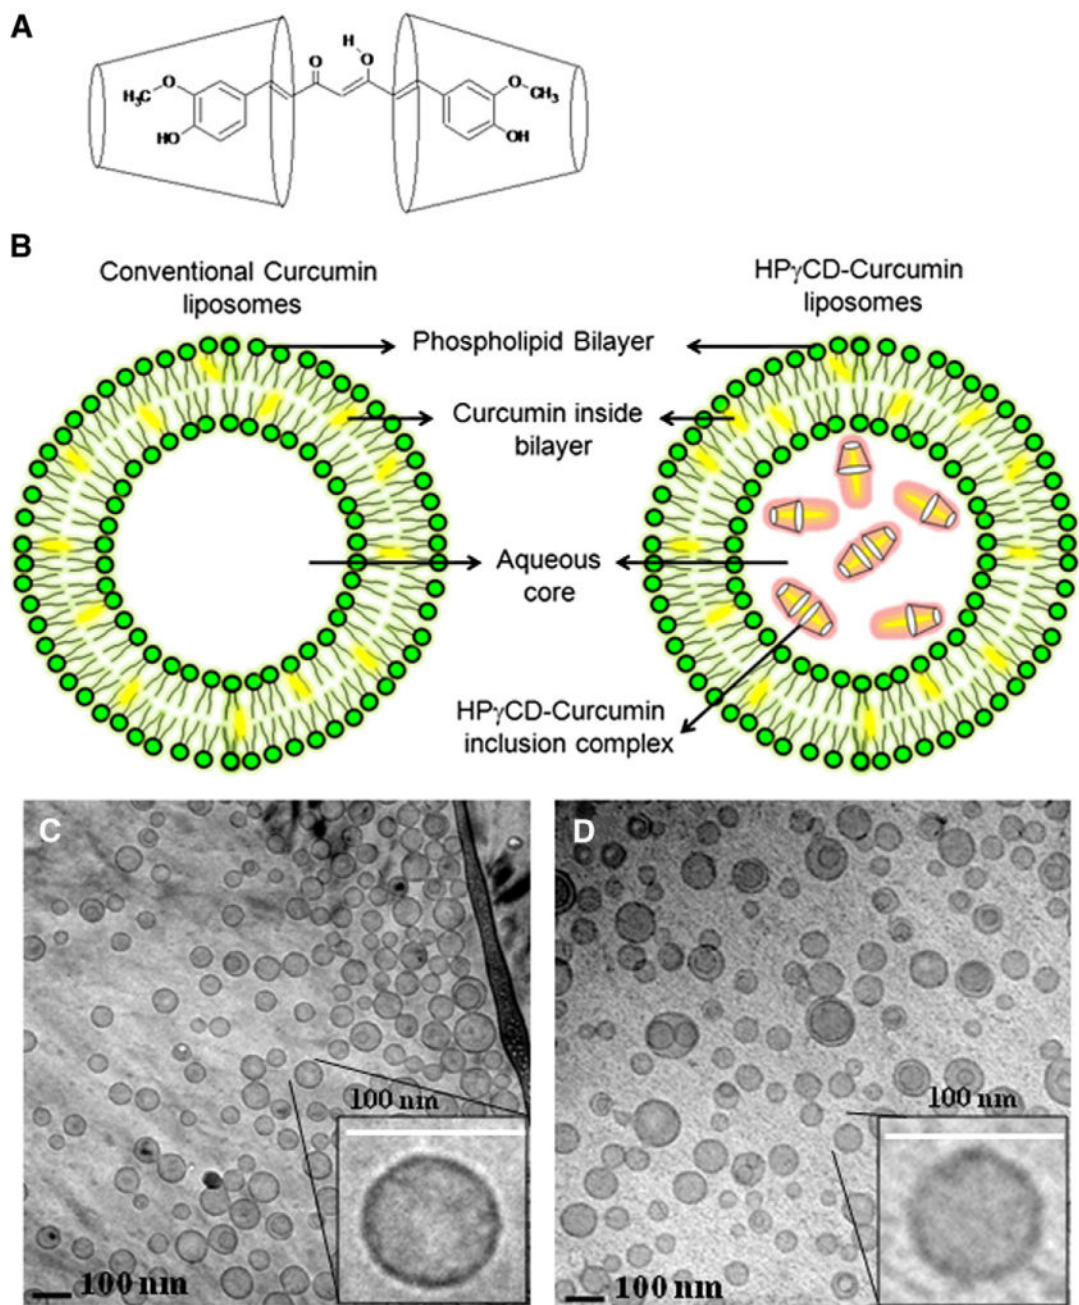 A
H
O
O
O
H₃C
HO
O
CH₃
OH
B
Conventional Curcumin
liposomes
HPγCD-Curcumin
liposomes
Phospholipid Bilayer
Curcumin inside
bilayer
Aqueous
core
HPγCD-Curcumin
inclusion complex
C
100 nm
100 nm
D
100 nm
100 nm